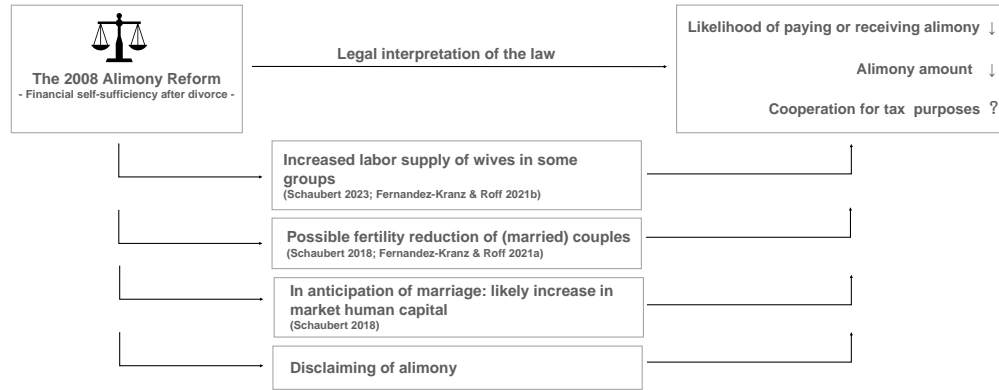 The 2008 Alimony Reform
- Financial self-sufficiency after divorce -
Legal interpretation of the law
Likelihood of paying or receiving alimony ↓
Alimony amount ↓
Cooperation for tax purposes ?
Increased labor supply of wives in some
groups
(Schaubert 2023; Fernandez-Kranz & Roff 2021b)
Possible fertility reduction of (married) couples
(Schaubert 2018; Fernandez-Kranz & Roff 2021a)
In anticipation of marriage: likely increase in
market human capital
(Schaubert 2018)
Disclaiming of alimony